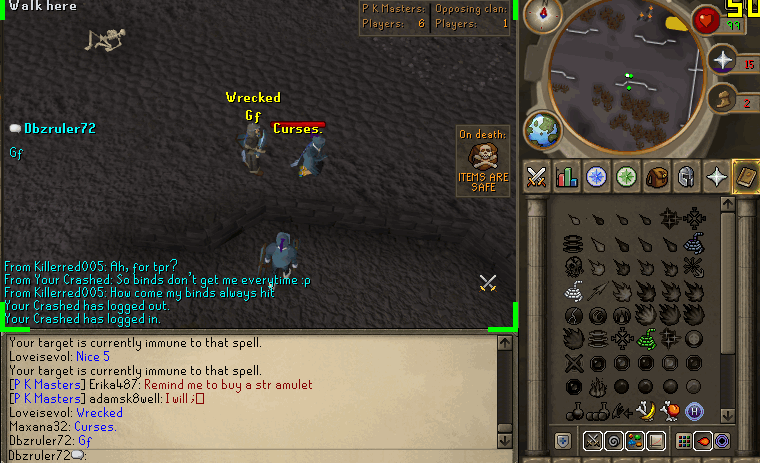 Walk here
P K Masters: Opposing clan:
Players: 6 Players: 1
50
99
15
2
Wrecked
Gf
Curses.
Dbzruler72
Gf
On death:
ITEMS ARE
SAFE
From Killerred005: Ah, for tpr?
From Your Crashed: So binds don't get me everytime :p
From Killerred005: How come my binds always hit
Your Crashed has logged out.
Your Crashed has logged in.
Your target is currently immune to that spell.
Loveisevol: Nice 5
Your target is currently immune to that spell.
[P K Masters] Erika487: Remind me to buy a str amulet
[P K Masters] adamsk8well: I will ;
Loveisevol: Wrecked
Maxana32: Curses.
Dbzruler72: Gf
Dbzruler72:
H